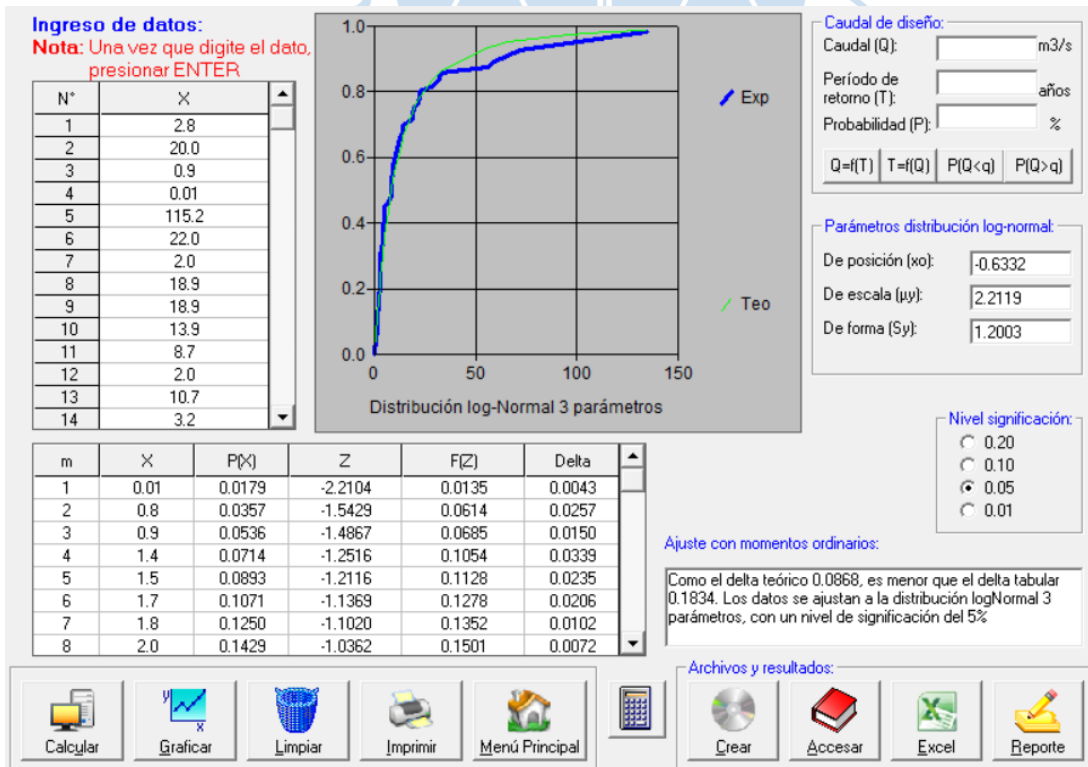 Ingreso de datos:
Nota: Una vez que digite el dato,
presionar ENTER
N° X
1 2.8
2 20.0
3 0.9
4 0.01
5 115.2
6 22.0
7 2.0
8 18.9
9 18.9
10 13.9
11 8.7
12 2.0
13 10.7
14 3.2
1.0
0.8
0.6
0.4
0.2
0.0
0 50 100 150
Exp
Teo
Distribución log-Normal 3 parámetros
Caudal de diseño:
Caudal (Q): m3/s
Período de
retorno (T): años
Probabilidad (P): %
Q=f(T) T=f(Q) P(Q<q) P(Q>q)
Parámetros distribución log-normal:
De posición (xo): -0.6332
De escala (µy): 2.2119
De forma (Sy): 1.2003
Nivel significación:
0.20
0.10
0.05
0.01
m X P(X) Z F(Z) Delta
1 0.01 0.0179 -2.2104 0.0135 0.0043
2 0.8 0.0357 -1.5429 0.0614 0.0257
3 0.9 0.0536 -1.4867 0.0685 0.0150
4 1.4 0.0714 -1.2516 0.1054 0.0339
5 1.5 0.0893 -1.2116 0.1128 0.0235
6 1.7 0.1071 -1.1369 0.1278 0.0206
7 1.8 0.1250 -1.1020 0.1352 0.0102
8 2.0 0.1429 -1.0362 0.1501 0.0072
Ajuste con momentos ordinarios:
Como el delta teórico 0.0868, es menor que el delta tabular
0.1834. Los datos se ajustan a la distribución logNormal 3
parámetros, con un nivel de significación del 5%
Calcular Graficar Limpiar Imprimir Menú Principal
Archivos y resultados:
Crear Accesar Excel Reporte